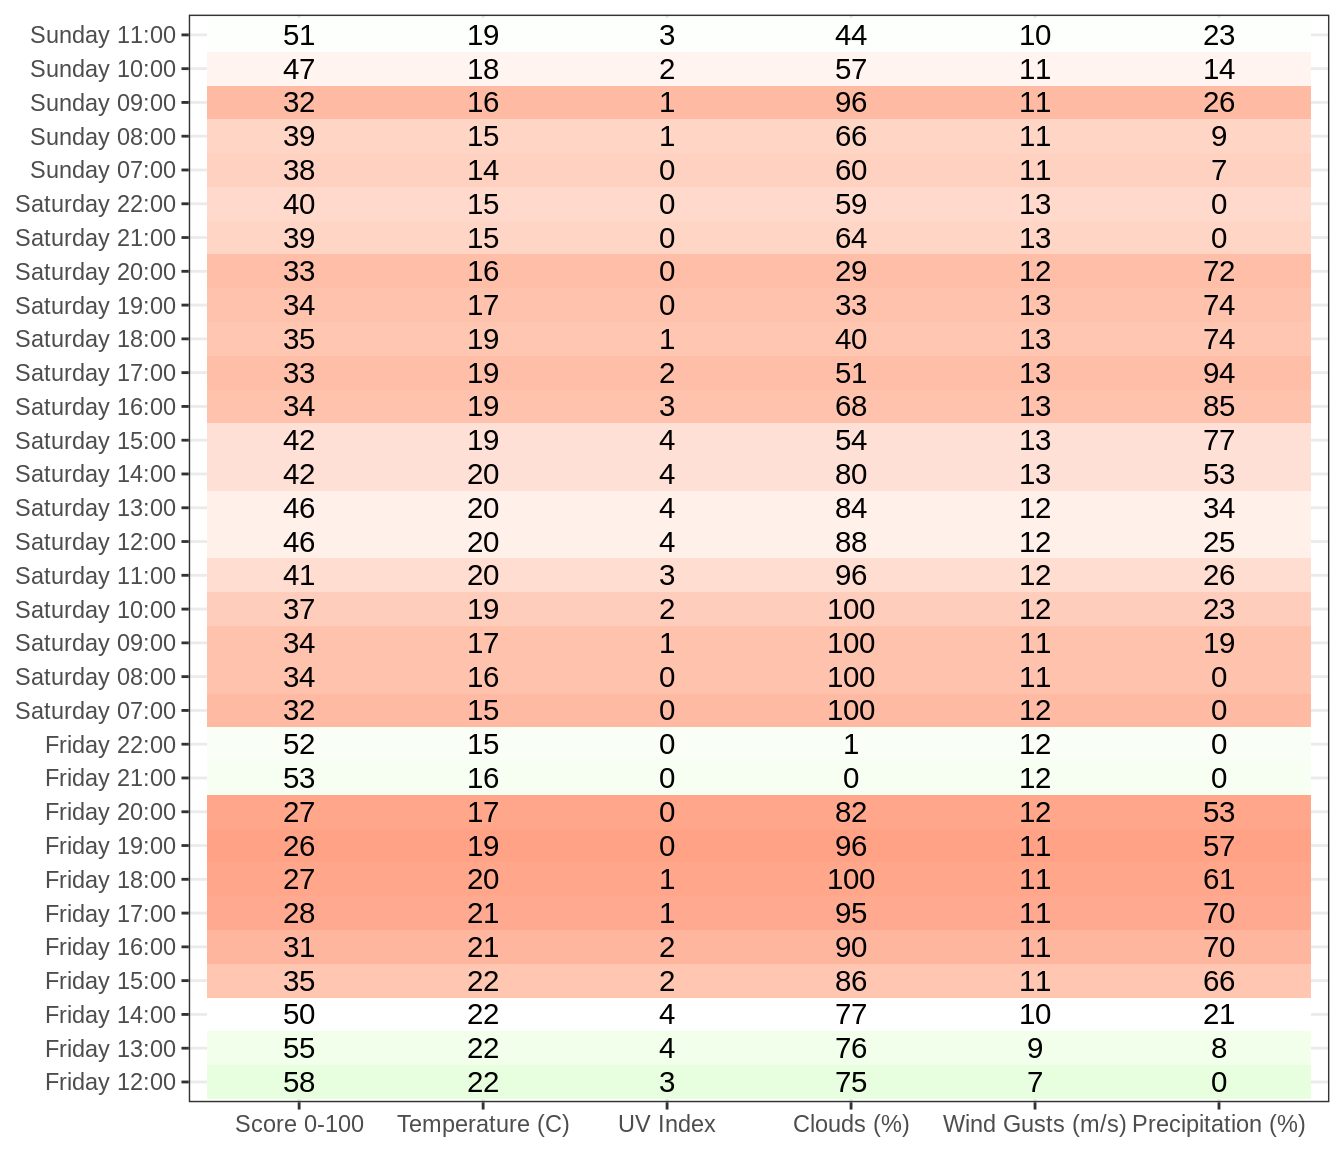 Sunday 11:00 51 19 3 44 10 23
Sunday 10:00 47 18 2 57 11 14
Sunday 09:00 32 16 1 96 11 26
Sunday 08:00 39 15 1 66 11 9
Sunday 07:00 38 14 0 60 11 7
Saturday 22:00 40 15 0 59 13 0
Saturday 21:00 39 15 0 64 13 0
Saturday 20:00 33 16 0 29 12 72
Saturday 19:00 34 17 0 33 13 74
Saturday 18:00 35 19 1 40 13 74
Saturday 17:00 33 19 2 51 13 94
Saturday 16:00 34 19 3 68 13 85
Saturday 15:00 42 19 4 54 13 77
Saturday 14:00 42 20 4 80 13 53
Saturday 13:00 46 20 4 84 12 34
Saturday 12:00 46 20 4 88 12 25
Saturday 11:00 41 20 3 96 12 26
Saturday 10:00 37 19 2 100 12 23
Saturday 09:00 34 17 1 100 11 19
Saturday 08:00 34 16 0 100 11 0
Saturday 07:00 32 15 0 100 12 0
Friday 22:00 52 15 0 1 12 0
Friday 21:00 53 16 0 0 12 0
Friday 20:00 27 17 0 82 12 53
Friday 19:00 26 19 0 96 11 57
Friday 18:00 27 20 1 100 11 61
Friday 17:00 28 21 1 95 11 70
Friday 16:00 31 21 2 90 11 70
Friday 15:00 35 22 2 86 11 66
Friday 14:00 50 22 4 77 10 21
Friday 13:00 55 22 4 76 9 8
Friday 12:00 58 22 3 75 7 0
Score 0-100 Temperature (C) UV Index Clouds (%) Wind Gusts (m/s) Precipitation (%)